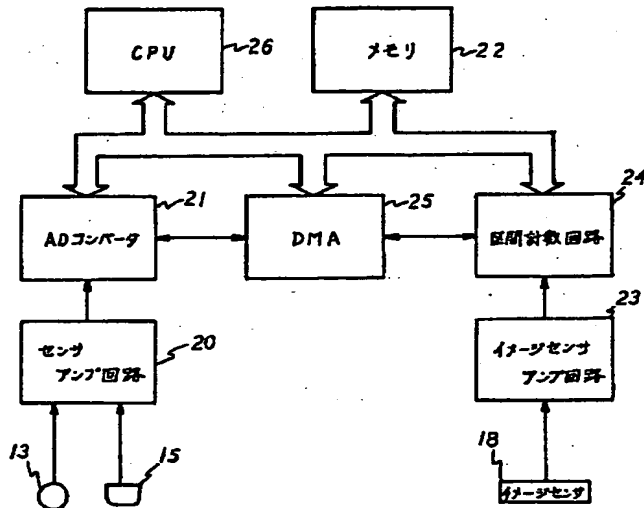 CPU
26
メモリ
22
21
ADコンバータ
25
DMA
24
区間計数回路
センサ
アンプ回路
20
23
イメージセンサ
アンプ回路
13
15
18
イメージセンサ